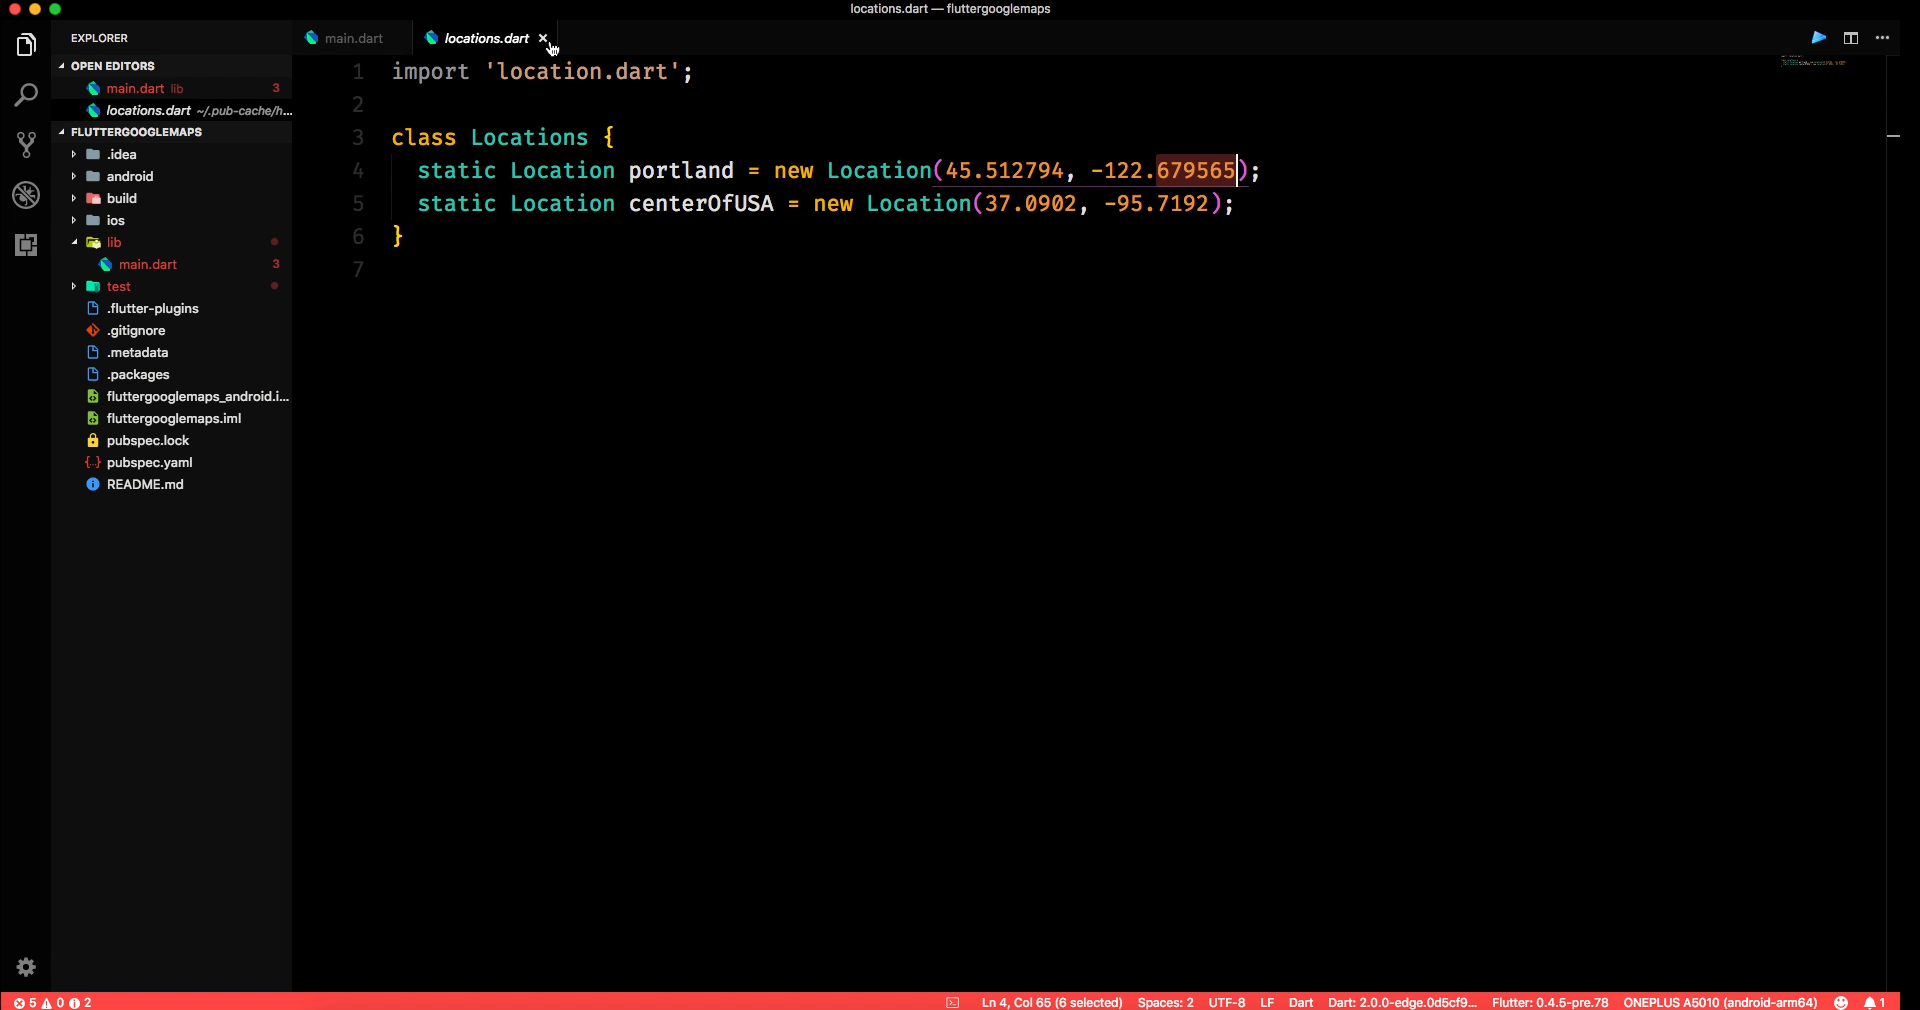 locations.dart — fluttergooglemaps
EXPLORER
OPEN EDITORS
main.dart lib 3
locations.dart ~/.pub-cache/h...
FLUTTERGOOGLEMAPS
.idea
android
build
ios
lib
main.dart 3
test
.flutter-plugins
.gitignore
.metadata
.packages
fluttergooglemaps_android.i...
fluttergooglemaps.iml
pubspec.lock
pubspec.yaml
README.md
main.dart locations.dart
1 import 'location.dart';
2
3 class Locations {
4 static Location portland = new Location(45.512794, -122.679565);
5 static Location centerOfUSA = new Location(37.0902, -95.7192);
6 }
7
5 0 2 Ln 4, Col 65 (6 selected) Spaces: 2 UTF-8 LF Dart Dart: 2.0.0-edge.0d5cf9... Flutter: 0.4.5-pre.78 ONEPLUS A5010 (android-arm64) 1